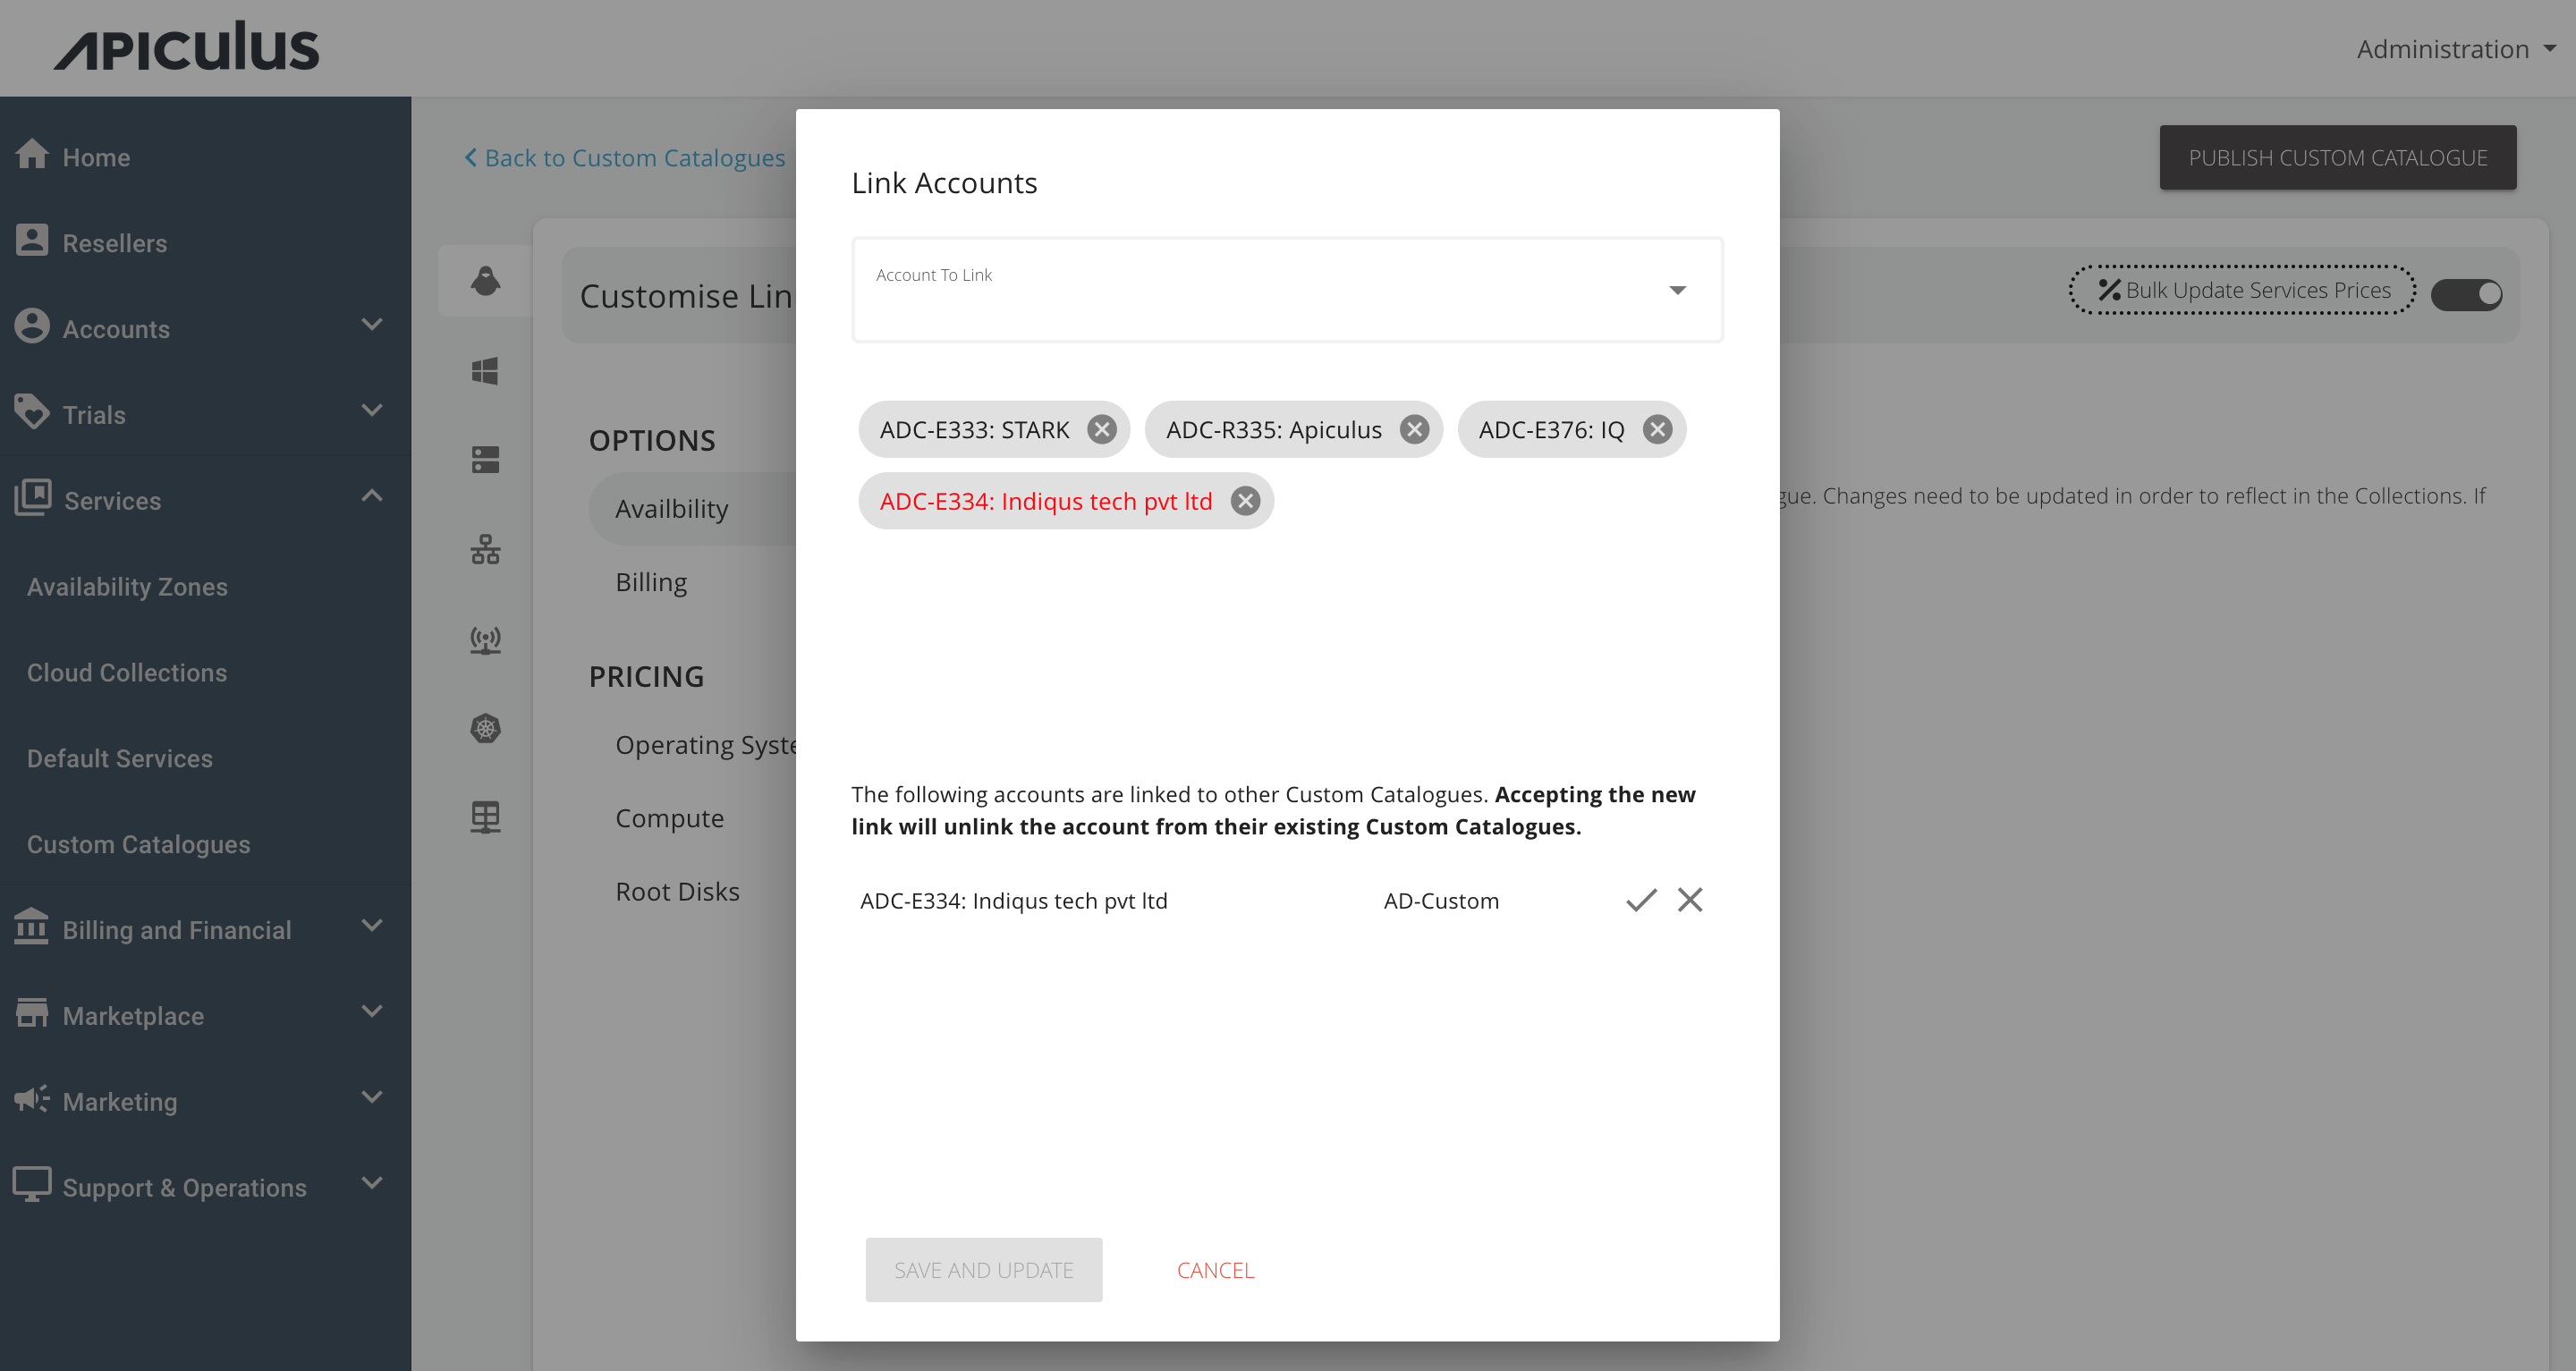 APICULUS
Administration
Home
Resellers
Accounts
Trials
Services
Availability Zones
Cloud Collections
Default Services
Custom Catalogues
Billing and Financial
Marketplace
Marketing
Support & Operations
Back to Custom Catalogues
PUBLISH CUSTOM CATALOGUE
Customise Lin
Bulk Update Services Prices
OPTIONS
Availbility
Billing
gue. Changes need to be updated in order to reflect in the Collections. If
PRICING
Operating Syste
Compute
Root Disks
Link Accounts
Account To Link
ADC-E333: STARK
ADC-R335: Apiculus
ADC-E376: IQ
ADC-E334: Indiqus tech pvt ltd
The following accounts are linked to other Custom Catalogues. Accepting the new
link will unlink the account from their existing Custom Catalogues.
ADC-E334: Indiqus tech pvt ltd AD-Custom
SAVE AND UPDATE
CANCEL